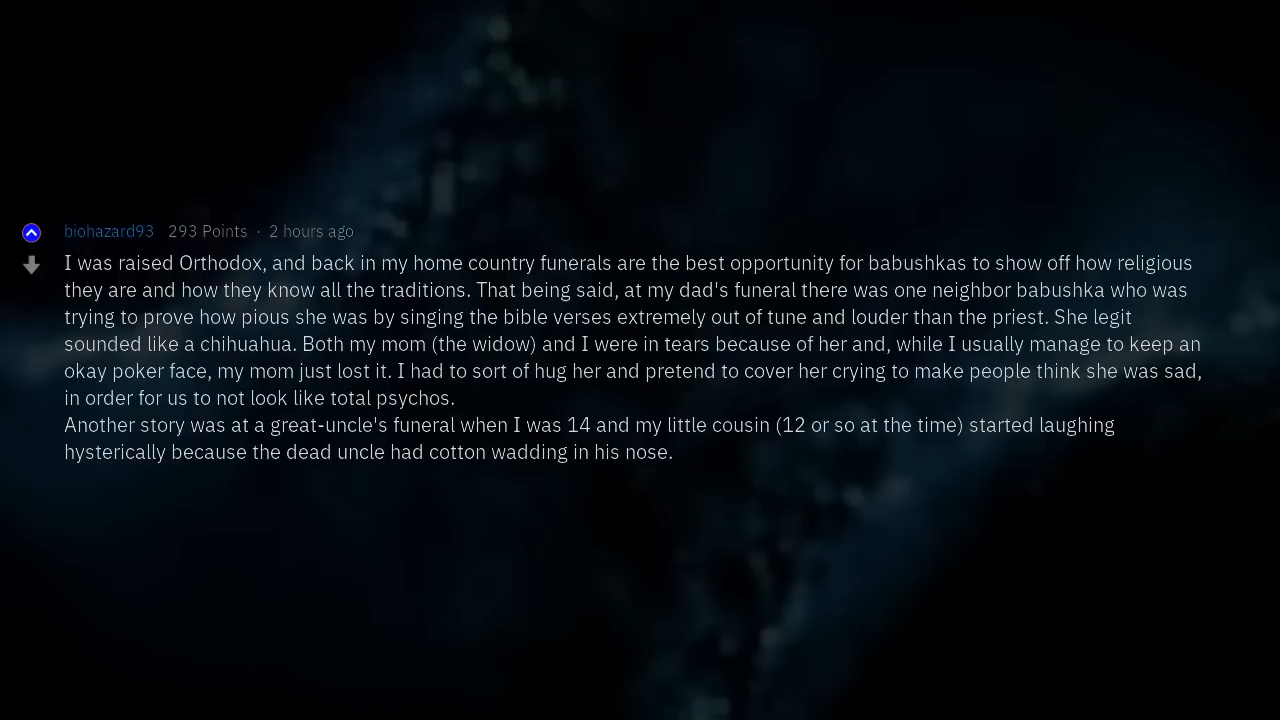 biohazard93 293 Points · 2 hours ago
I was raised Orthodox, and back in my home country funerals are the best opportunity for babushkas to show off how religious
they are and how they know all the traditions. That being said, at my dad's funeral there was one neighbor babushka who was
trying to prove how pious she was by singing the bible verses extremely out of tune and louder than the priest. She legit
sounded like a chihuahua. Both my mom (the widow) and I were in tears because of her and, while I usually manage to keep an
okay poker face, my mom just lost it. I had to sort of hug her and pretend to cover her crying to make people think she was sad,
in order for us to not look like total psychos.
Another story was at a great-uncle's funeral when I was 14 and my little cousin (12 or so at the time) started laughing
hysterically because the dead uncle had cotton wadding in his nose.